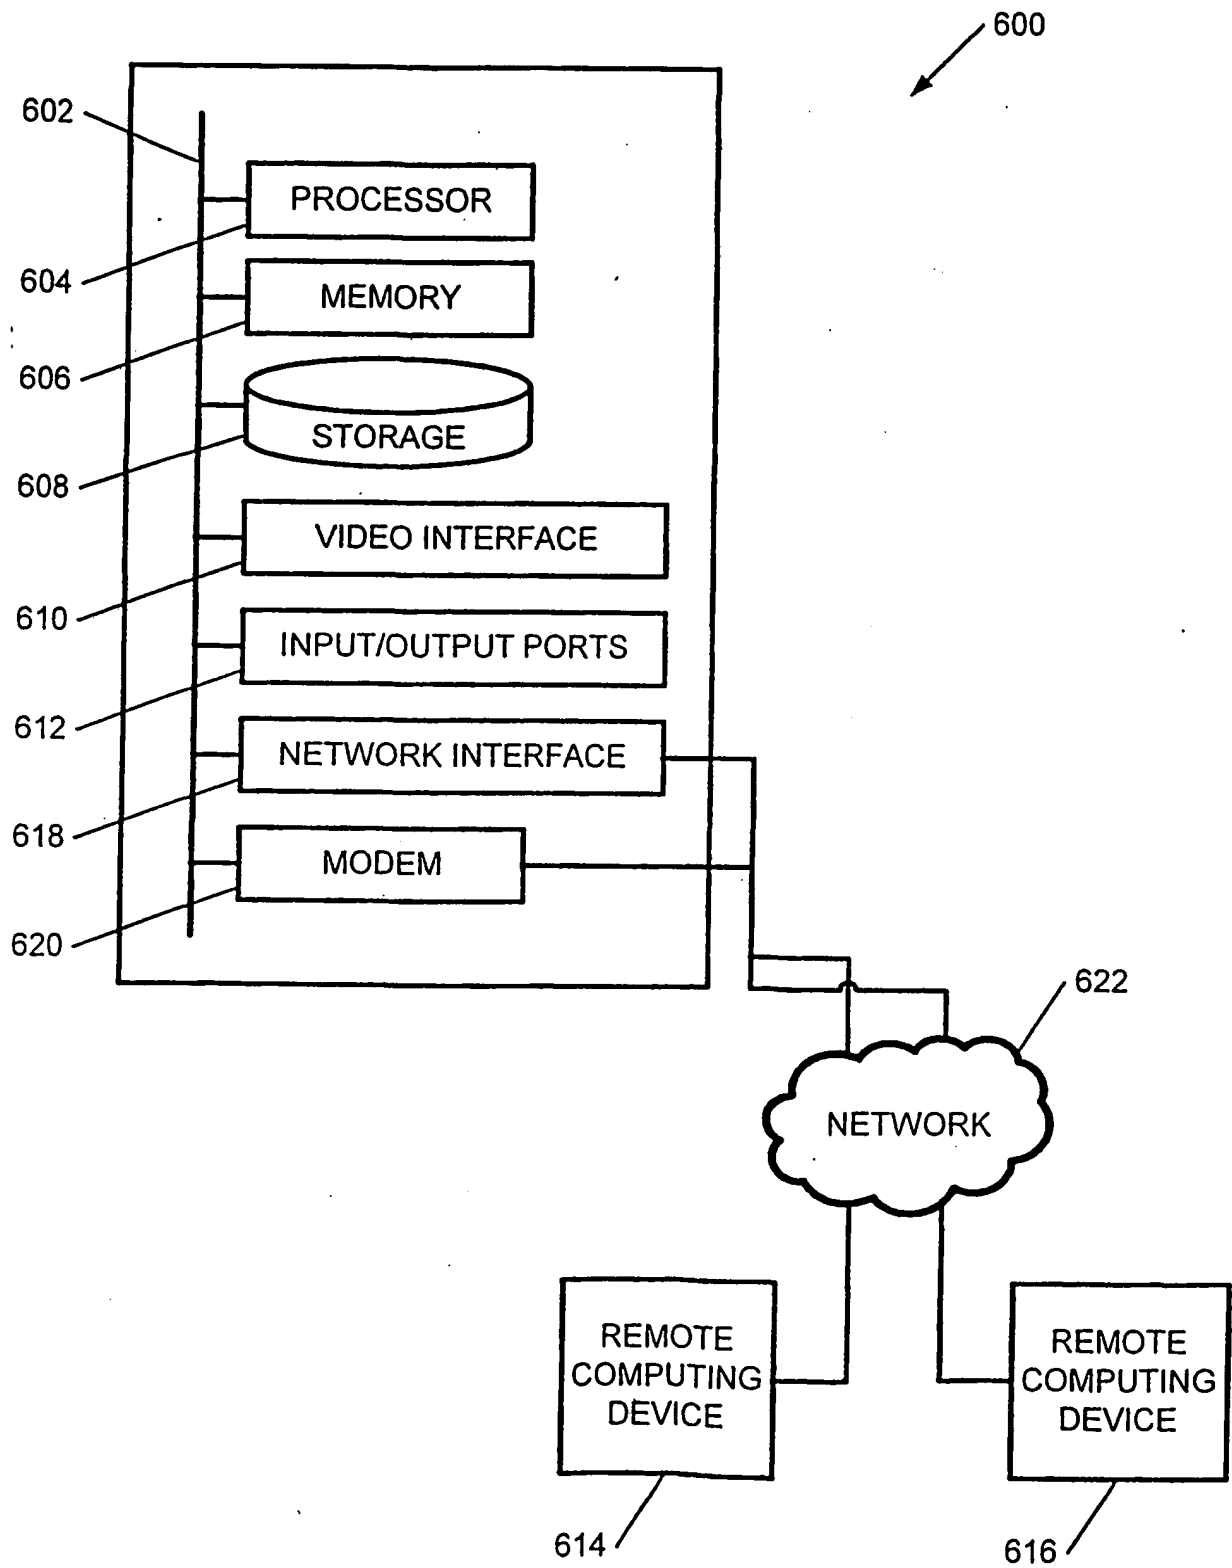 600
602
PROCESSOR
604
MEMORY
606
STORAGE
608
VIDEO INTERFACE
610
INPUT/OUTPUT PORTS
612
NETWORK INTERFACE
618
MODEM
620
622
NETWORK
REMOTE
COMPUTING
DEVICE
614
REMOTE
COMPUTING
DEVICE
616